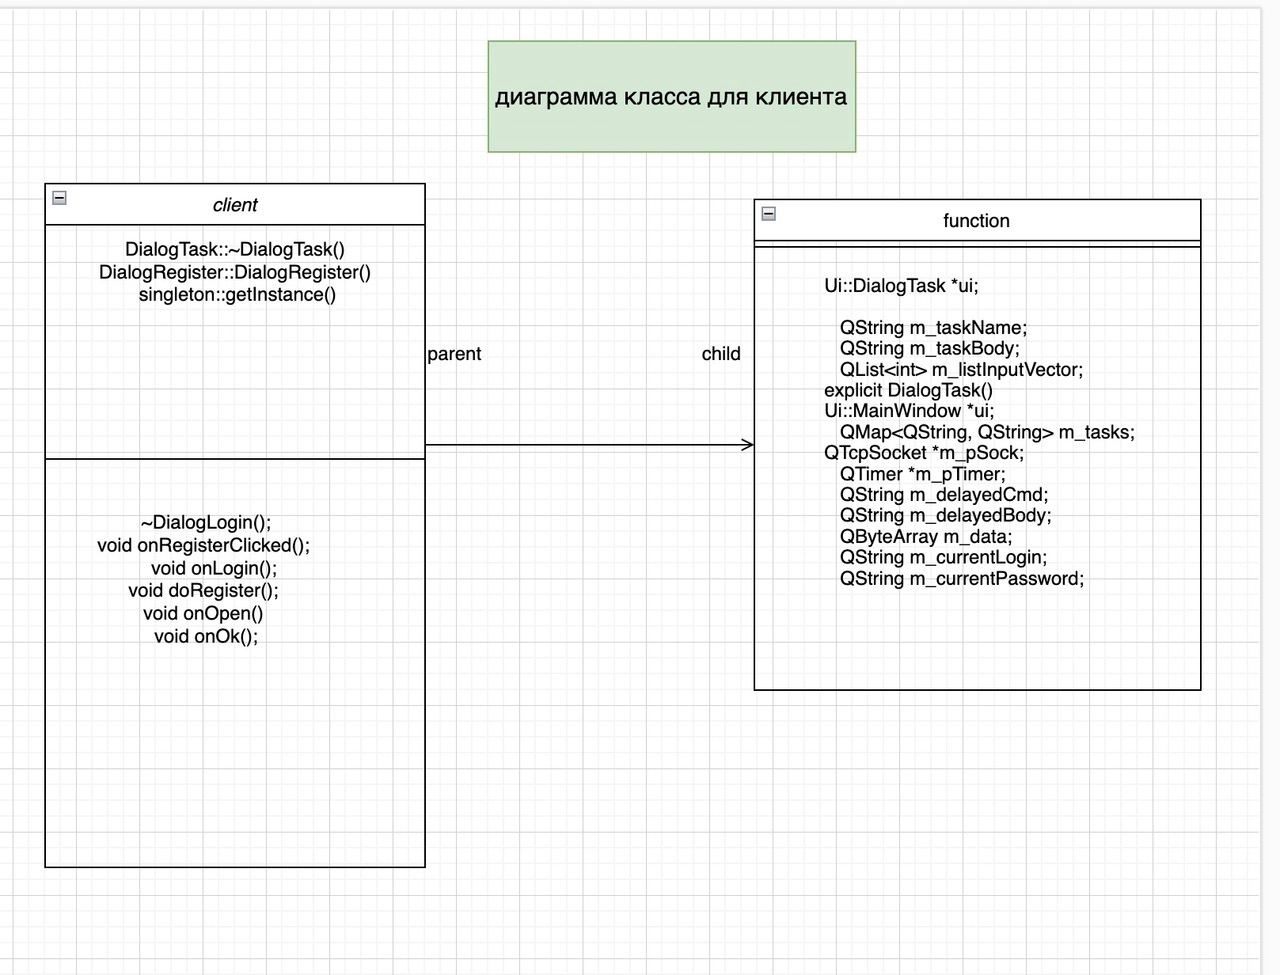 диаграмма класса для клиента
client
DialogTask::~DialogTask()
DialogRegister::DialogRegister()
singleton::getInstance()
~DialogLogin();
void onRegisterClicked();
void onLogin();
void doRegister();
void onOpen()
void onOk();
parent
child
function
Ui::DialogTask *ui;
QString m_taskName;
QString m_taskBody;
QList<int> m_listInputVector;
explicit DialogTask()
Ui::MainWindow *ui;
QMap<QString, QString> m_tasks;
QTcpSocket *m_pSock;
QTimer *m_pTimer;
QString m_delayedCmd;
QString m_delayedBody;
QByteArray m_data;
QString m_currentLogin;
QString m_currentPassword;